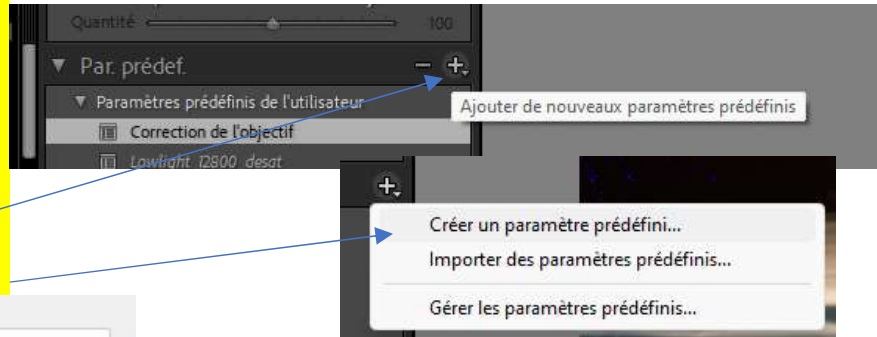 Quantité 100
Par. prédéf.
Paramètres prédéfinis de l'utilisateur
Ajouter de nouveaux paramètres prédéfinis
Correction de l'objectif
Lowlight 12800 desat
Créer un paramètre prédéfini...
Importer des paramètres prédéfinis...
Gérer les paramètres prédéfinis...